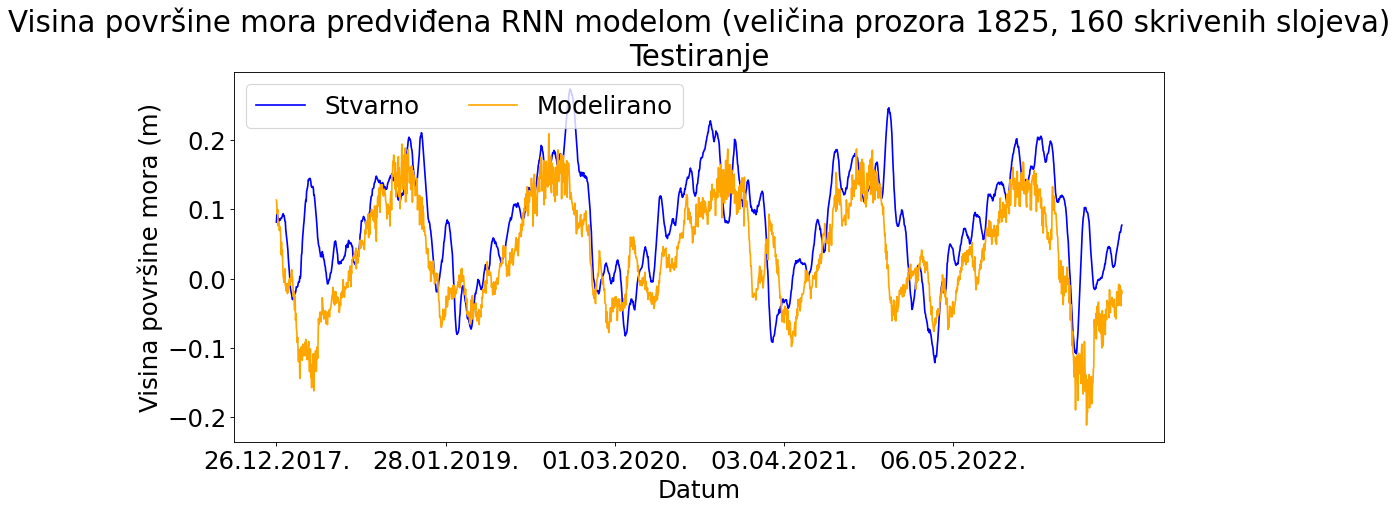 Visina površine mora predviđena RNN modelom (veličina prozora 1825, 160 skrivenih slojeva)
Testiranje
Stvarno Modelirano
Visina površine mora (m)
0.2
0.1
0.0
−0.1
−0.2
26.12.2017. 28.01.2019. 01.03.2020. 03.04.2021. 06.05.2022.
Datum